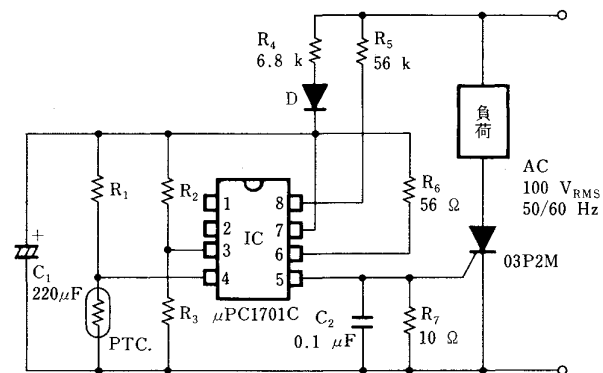 R4
6.8 k
R5
56 k
D
負荷
AC
100 VRMS
50/60 Hz
R1
R2
R6
56 Ω
1
2
3
4
IC
8
7
6
5
03P2M
+
C1
220μF
PTC.
R3
μPC1701C
C2
0.1 μF
R7
10 Ω